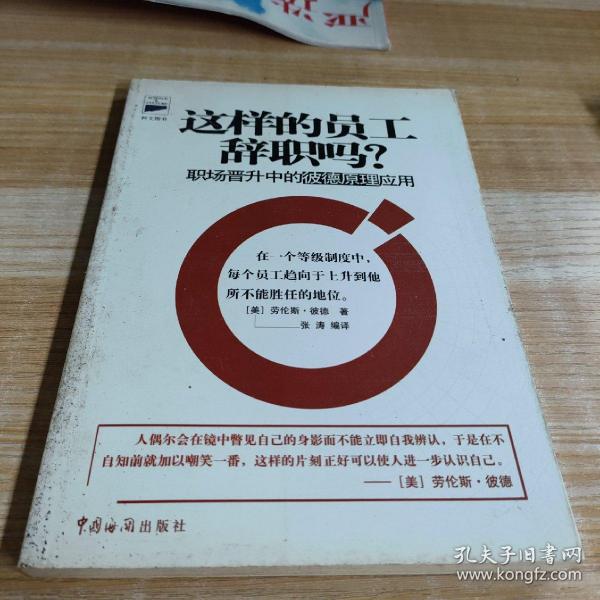 科文图书
这样的员工
辞职吗?
职场晋升中的彼德原理应用
在一个等级制度中,
每个员工趋向于上升到他
所不能胜任的地位。
[美] 劳伦斯·彼德 著
张 涛 编译
人偶尔会在镜中瞥见自己的身影而不能立即自我辨认，于是在不
自知前就加以嘲笑一番，这样的片刻正好可以使人进一步认识自己。
——[美] 劳伦斯·彼德
中国海关出版社
孔夫子旧书网
www.kongfz.com